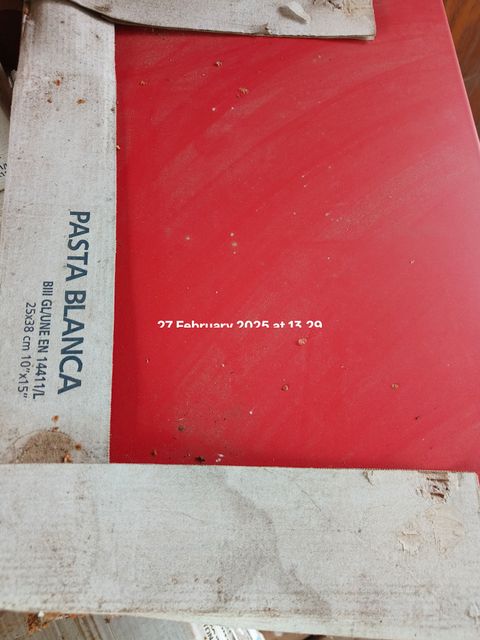 PASTA BLANCA
BIII GL/UNE EN 14411/L
25x38 cm 10"x15"
27 February 2025 at 13.29